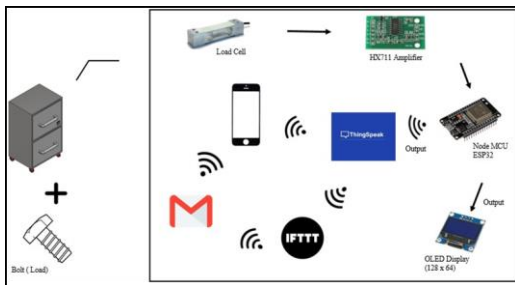 Load Cell
HX711 Amplifier
ThingSpeak
Output
Node MCU
ESP32
Output
IFTTT
Bolt ( Load)
OLED Display
(128 x 64)